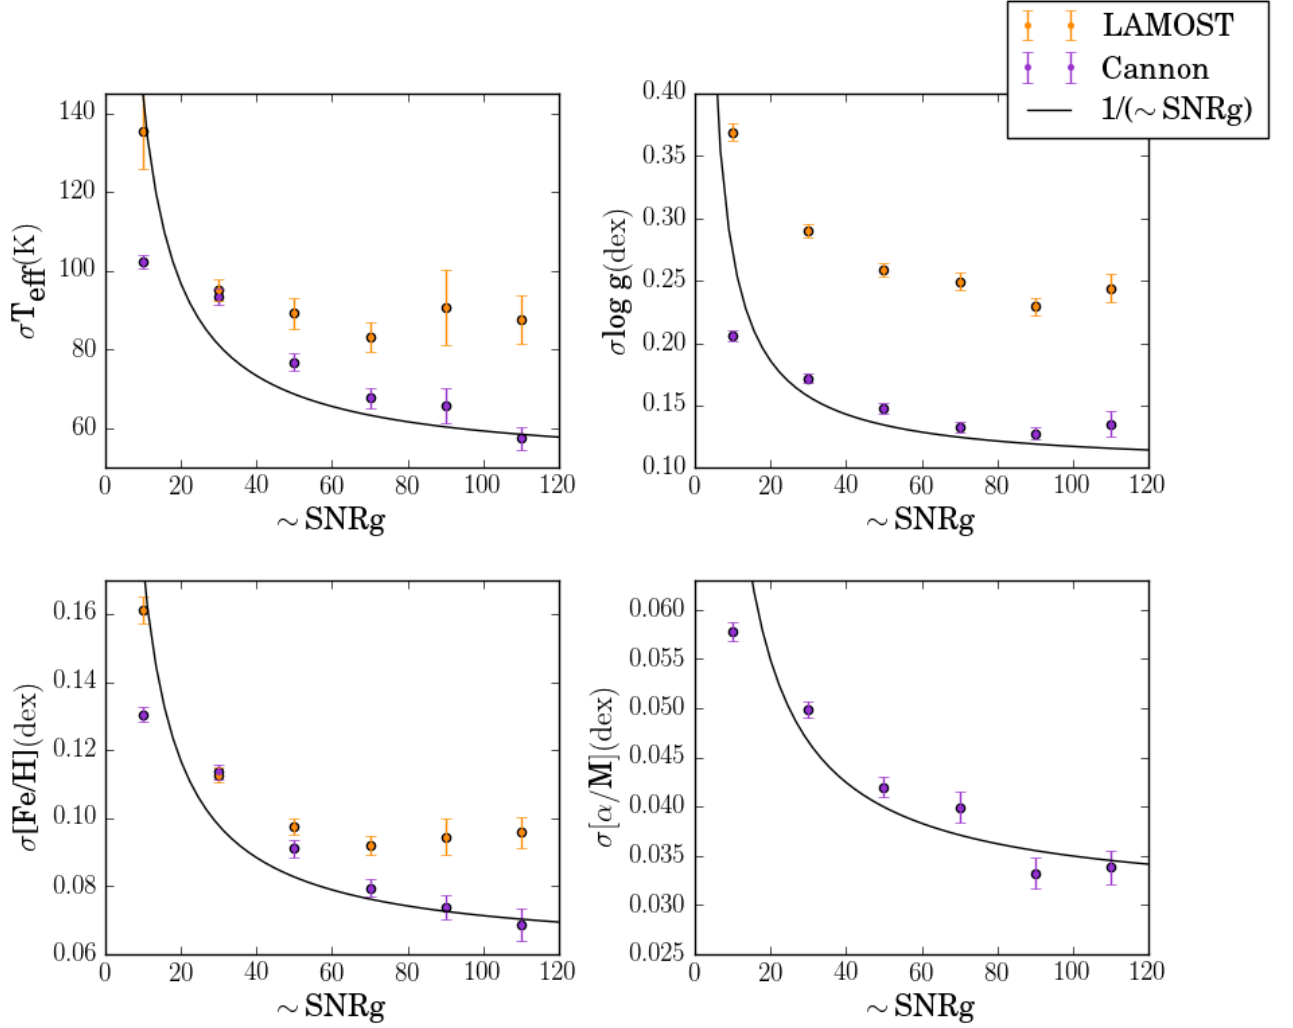 LAMOST
Cannon
1/(∼ SNRg)
140
120
100
80
60
σT_eff(K)
0 20 40 60 80 100 120
∼ SNRg
0.40
0.35
0.30
0.25
0.20
0.15
0.10
σlog g(dex)
0 20 40 60 80 100 120
∼ SNRg
0.16
0.14
0.12
0.10
0.08
0.06
σ[Fe/H](dex)
0 20 40 60 80 100 120
∼ SNRg
0.060
0.055
0.050
0.045
0.040
0.035
0.030
0.025
σ[α/M](dex)
0 20 40 60 80 100 120
∼ SNRg